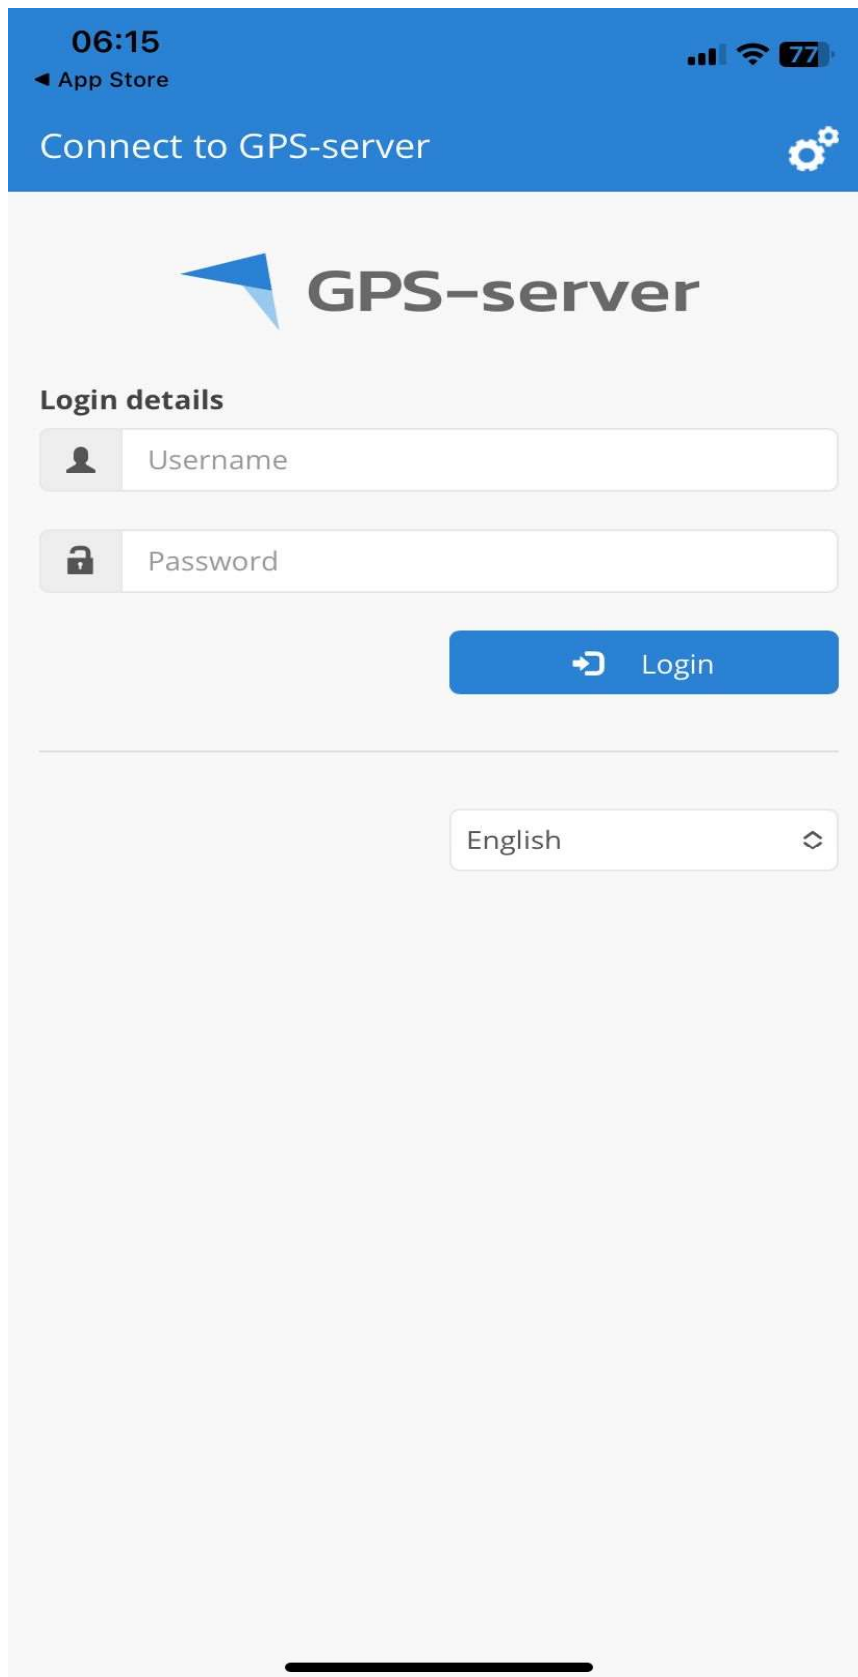 06:15
◀ App Store
77
Connect to GPS-server
GPS-server
Login details
Username
Password
Login
English